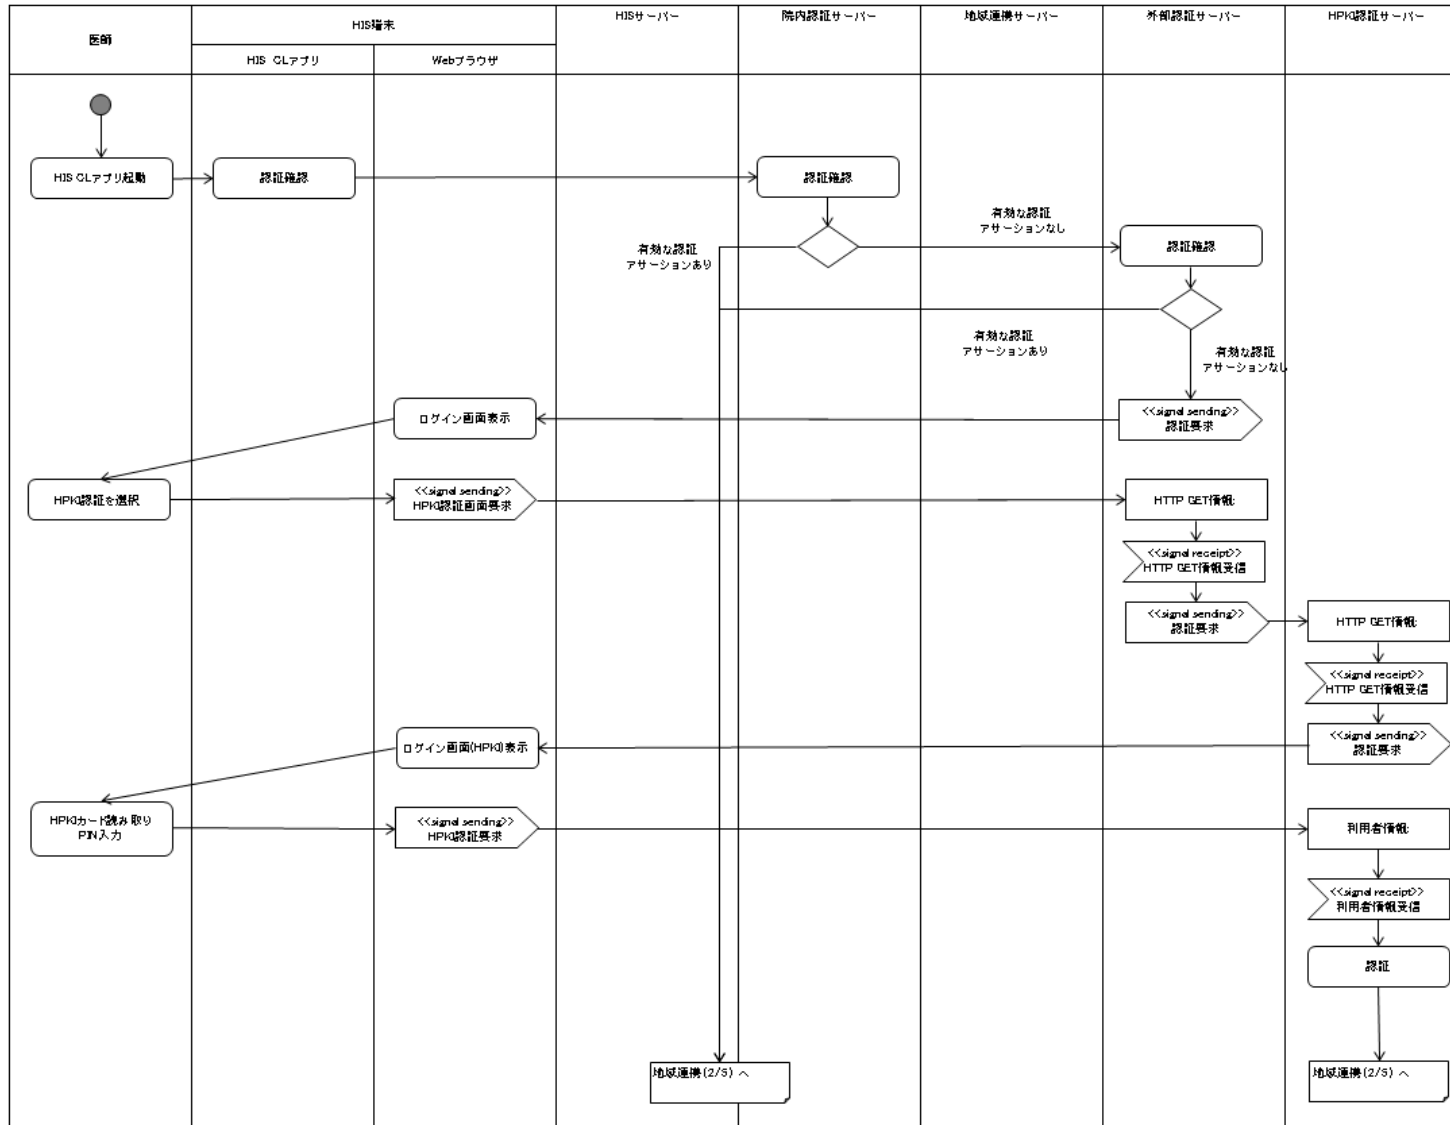 医師
HIS端末
HIS CLアプリ
Webブラウザ
HISサーバー
院内認証サーバー
地域連携サーバー
外部認証サーバー
HPKI認証サーバー
HIS CLアプリ起動
認証確認
認証確認
有効な認証
アサーションなし
有効な認証
アサーションあり
認証確認
有効な認証
アサーションあり
有効な認証
アサーションなし
ログイン画面表示
<<signal sending>>
認証要求
HPKI認証を選択
<<signal sending>>
HPKI認証画面要求
HTTP GET情報:
<<signal receipt>>
HTTP GET情報受信
<<signal sending>>
認証要求
HTTP GET情報:
<<signal receipt>>
HTTP GET情報受信
ログイン画面(HPKI)表示
<<signal sending>>
認証要求
HPKIカード読み取り
PIN入力
<<signal sending>>
HPKI認証要求
利用者情報:
<<signal receipt>>
利用者情報受信
認証
地域連携(2/5) へ
地域連携(2/5) へ